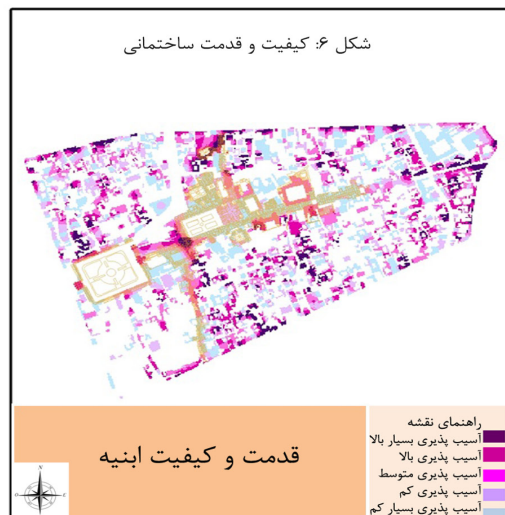 شکل ۶: کیفیت و قدمت ساختمانی
قدمت و کیفیت ابنیه
راهنمای نقشه
آسیب پذیری بسیار بالا
آسیب پذیری بالا
آسیب پذیری متوسط
آسیب پذیری کم
آسیب پذیری بسیار کم
N
E